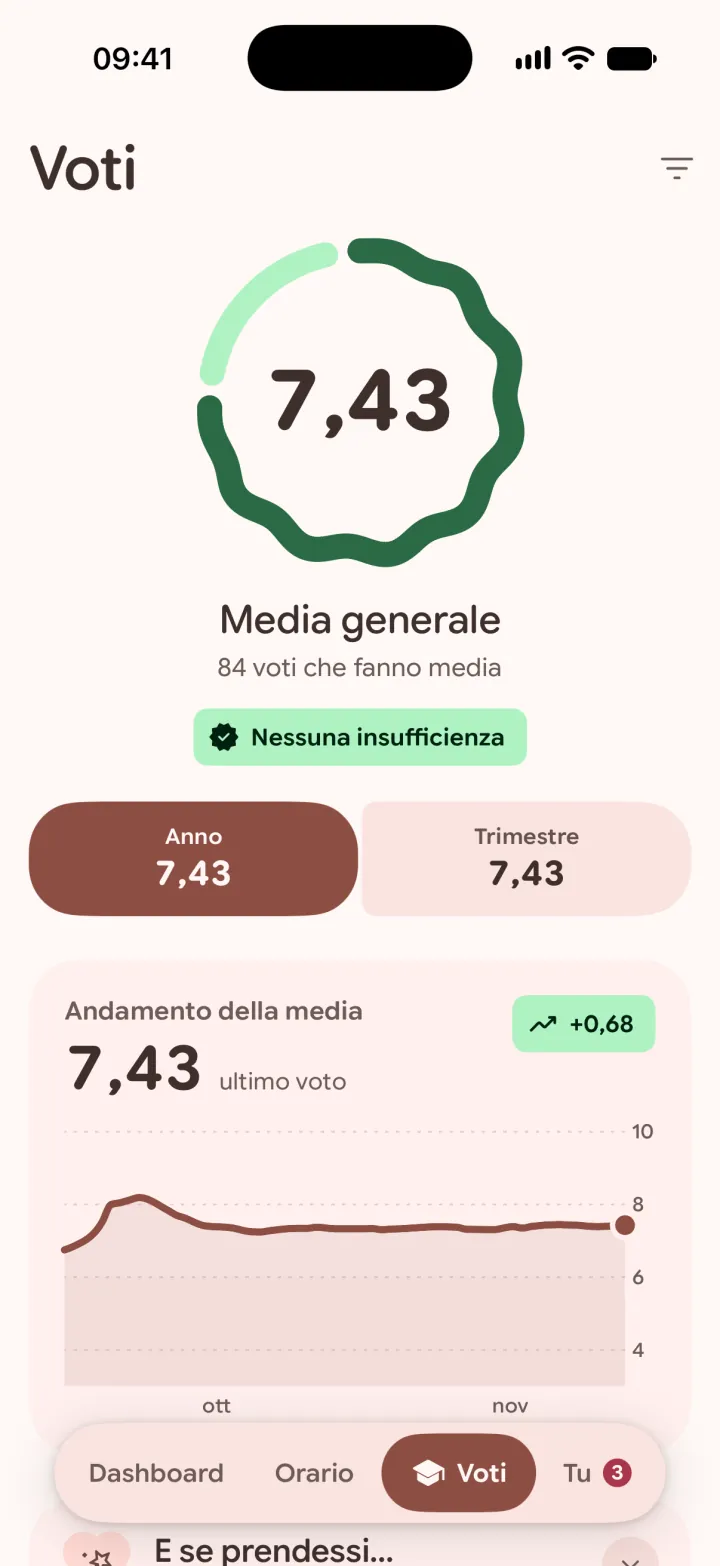 09:41
Voti
7,43
Media generale
84 voti che fanno media
Nessuna insufficienza
Anno
7,43
Trimestre
7,43
Andamento della media
+0,68
7,43 ultimo voto
10
8
6
4
ott nov
Dashboard Orario Voti Tu 3
E se prendessi...